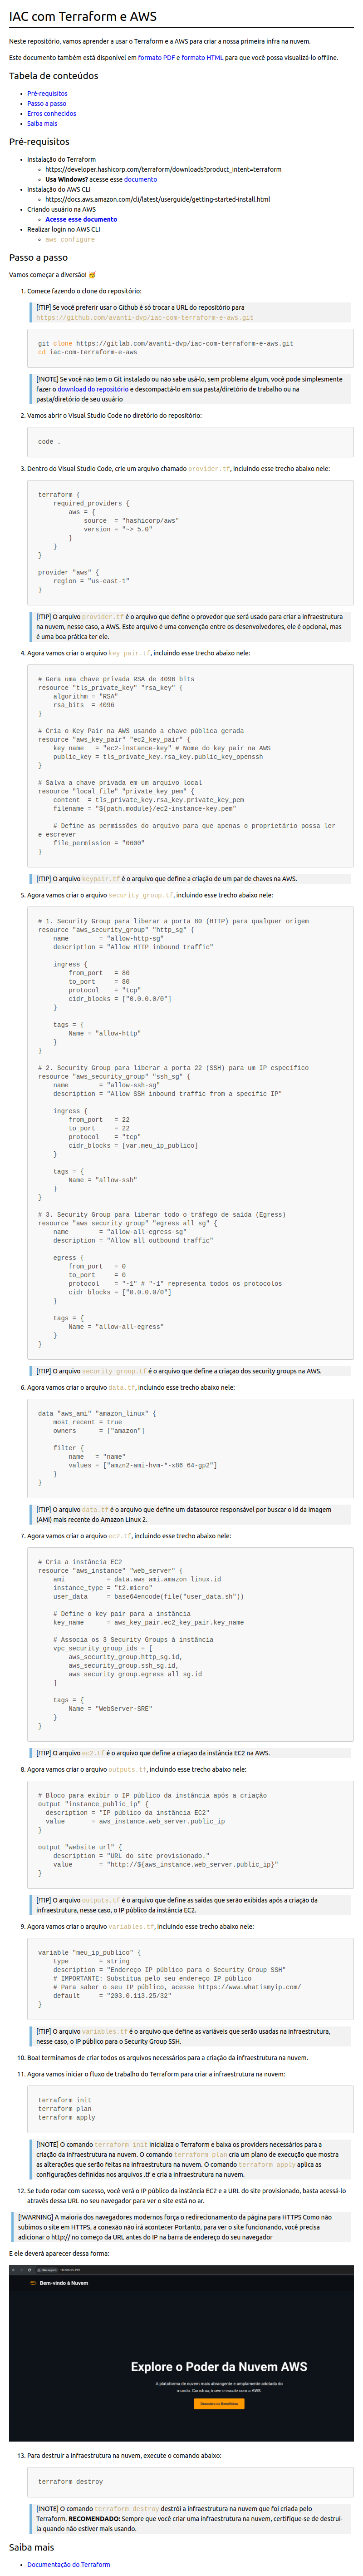 IAC com Terraform e AWS
Neste repositório, vamos aprender a usar o Terraform e a AWS para criar a nossa primeira infra na nuvem.
Este documento também está disponível em formato PDF e formato HTML para que você possa visualizá-lo offline.
Tabela de conteúdos
Pré-requisitos
Passo a passo
Erros conhecidos
Saiba mais
Pré-requisitos
Instalação do Terraform
https://developer.hashicorp.com/terraform/downloads?product_intent=terraform
Usa Windows? acesse esse documento
Instalação do AWS CLI
https://docs.aws.amazon.com/cli/latest/userguide/getting-started-install.html
Criando usuário na AWS
Acesse esse documento
Realizar login no AWS CLI
aws configure
Passo a passo
Vamos começar a diversão! 🥳
1. Comece fazendo o clone do repositório:
[!TIP] Se você preferir usar o Github é só trocar a URL do repositório para
https://github.com/avanti-dvp/iac-com-terraform-e-aws.git
git clone https://gitlab.com/avanti-dvp/iac-com-terraform-e-aws.git
cd iac-com-terraform-e-aws
[!NOTE] Se você não tem o Git instalado ou não sabe usá-lo, sem problema algum, você pode simplesmente
fazer o download do repositório e descompactá-lo em sua pasta/diretório de trabalho ou na
pasta/diretório de seu usuário
2. Vamos abrir o Visual Studio Code no diretório do repositório:
code .
3. Dentro do Visual Studio Code, crie um arquivo chamado provider.tf, incluindo esse trecho abaixo nele:
terraform {
required_providers {
aws = {
source  = "hashicorp/aws"
version = "~> 5.0"
}
}
}
provider "aws" {
region = "us-east-1"
}
[!TIP] O arquivo provider.tf é o arquivo que define o provedor que será usado para criar a infraestrutura
na nuvem, nesse caso, a AWS. Este arquivo é uma convenção entre os desenvolvedores, ele é opcional, mas
é uma boa prática ter ele.
4. Agora vamos criar o arquivo key_pair.tf, incluindo esse trecho abaixo nele:
# Gera uma chave privada RSA de 4096 bits
resource "tls_private_key" "rsa_key" {
algorithm = "RSA"
rsa_bits  = 4096
}
# Cria o Key Pair na AWS usando a chave pública gerada
resource "aws_key_pair" "ec2_key_pair" {
key_name   = "ec2-instance-key" # Nome do key pair na AWS
public_key = tls_private_key.rsa_key.public_key_openssh
}
# Salva a chave privada em um arquivo local
resource "local_file" "private_key_pem" {
content  = tls_private_key.rsa_key.private_key_pem
filename = "${path.module}/ec2-instance-key.pem"
# Define as permissões do arquivo para que apenas o proprietário possa ler
e escrever
file_permission = "0600"
}
[!TIP] O arquivo keypair.tf é o arquivo que define a criação de um par de chaves na AWS.
5. Agora vamos criar o arquivo security_group.tf, incluindo esse trecho abaixo nele:
# 1. Security Group para liberar a porta 80 (HTTP) para qualquer origem
resource "aws_security_group" "http_sg" {
name        = "allow-http-sg"
description = "Allow HTTP inbound traffic"
ingress {
from_port   = 80
to_port     = 80
protocol    = "tcp"
cidr_blocks = ["0.0.0.0/0"]
}
tags = {
Name = "allow-http"
}
}
# 2. Security Group para liberar a porta 22 (SSH) para um IP específico
resource "aws_security_group" "ssh_sg" {
name        = "allow-ssh-sg"
description = "Allow SSH inbound traffic from a specific IP"
ingress {
from_port   = 22
to_port     = 22
protocol    = "tcp"
cidr_blocks = [var.meu_ip_publico]
}
tags = {
Name = "allow-ssh"
}
}
# 3. Security Group para liberar todo o tráfego de saída (Egress)
resource "aws_security_group" "egress_all_sg" {
name        = "allow-all-egress-sg"
description = "Allow all outbound traffic"
egress {
from_port   = 0
to_port     = 0
protocol    = "-1" # "-1" representa todos os protocolos
cidr_blocks = ["0.0.0.0/0"]
}
tags = {
Name = "allow-all-egress"
}
}
[!TIP] O arquivo security_group.tf é o arquivo que define a criação dos security groups na AWS.
6. Agora vamos criar o arquivo data.tf, incluindo esse trecho abaixo nele:
data "aws_ami" "amazon_linux" {
most_recent = true
owners      = ["amazon"]
filter {
name   = "name"
values = ["amzn2-ami-hvm-*-x86_64-gp2"]
}
}
[!TIP] O arquivo data.tf é o arquivo que define um datasource responsável por buscar o id da imagem
(AMI) mais recente do Amazon Linux 2.
7. Agora vamos criar o arquivo ec2.tf, incluindo esse trecho abaixo nele:
# Cria a instância EC2
resource "aws_instance" "web_server" {
ami           = data.aws_ami.amazon_linux.id
instance_type = "t2.micro"
user_data     = base64encode(file("user_data.sh"))
# Define o key pair para a instância
key_name      = aws_key_pair.ec2_key_pair.key_name
# Associa os 3 Security Groups à instância
vpc_security_group_ids = [
aws_security_group.http_sg.id,
aws_security_group.ssh_sg.id,
aws_security_group.egress_all_sg.id
]
tags = {
Name = "WebServer-SRE"
}
}
[!TIP] O arquivo ec2.tf é o arquivo que define a criação da instância EC2 na AWS.
8. Agora vamos criar o arquivo outputs.tf, incluindo esse trecho abaixo nele:
# Bloco para exibir o IP público da instância após a criação
output "instance_public_ip" {
description = "IP público da instância EC2"
value       = aws_instance.web_server.public_ip
}
output "website_url" {
description = "URL do site provisionado."
value       = "http://${aws_instance.web_server.public_ip}"
}
[!TIP] O arquivo outputs.tf é o arquivo que define as saídas que serão exibidas após a criação da
infraestrutura, nesse caso, o IP público da instância EC2.
9. Agora vamos criar o arquivo variables.tf, incluindo esse trecho abaixo nele:
variable "meu_ip_publico" {
type        = string
description = "Endereço IP público para o Security Group SSH"
# IMPORTANTE: Substitua pelo seu endereço IP público
# Para saber o seu IP público, acesse https://www.whatismyip.com/
default     = "203.0.113.25/32"
}
[!TIP] O arquivo variables.tf é o arquivo que define as variáveis que serão usadas na infraestrutura,
nesse caso, o IP público para o Security Group SSH.
10. Boa! terminamos de criar todos os arquivos necessários para a criação da infraestrutura na nuvem.
11. Agora vamos iniciar o fluxo de trabalho do Terraform para criar a infraestrutura na nuvem:
terraform init
terraform plan
terraform apply
[!NOTE] O comando terraform init inicializa o Terraform e baixa os providers necessários para a
criação da infraestrutura na nuvem. O comando terraform plan cria um plano de execução que mostra
as alterações que serão feitas na infraestrutura na nuvem. O comando terraform apply aplica as
configurações definidas nos arquivos .tf e cria a infraestrutura na nuvem.
12. Se tudo rodar com sucesso, você verá o IP público da instância EC2 e a URL do site provisionado, basta acessá-lo
através dessa URL no seu navegador para ver o site está no ar.
[!WARNING] A maioria dos navegadores modernos força o redirecionamento da página para HTTPS Como não
subimos o site em HTTPS, a conexão não irá acontecer Portanto, para ver o site funcionando, você precisa
adicionar o http:// no começo da URL antes do IP na barra de endereço do seu navegador
E ele deverá aparecer dessa forma:
Bem-vindo à Nuvem
Explore o Poder da Nuvem AWS
A plataforma de nuvem mais abrangente e amplamente adotada do
mundo. Construa, inove e escale com a AWS.
Descubra os Benefícios
13. Para destruir a infraestrutura na nuvem, execute o comando abaixo:
terraform destroy
[!NOTE] O comando terraform destroy destrói a infraestrutura na nuvem que foi criada pelo
Terraform. RECOMENDADO: Sempre que você criar uma infraestrutura na nuvem, certifique-se de destruí-
la quando não estiver mais usando.
Saiba mais
Documentação do Terraform